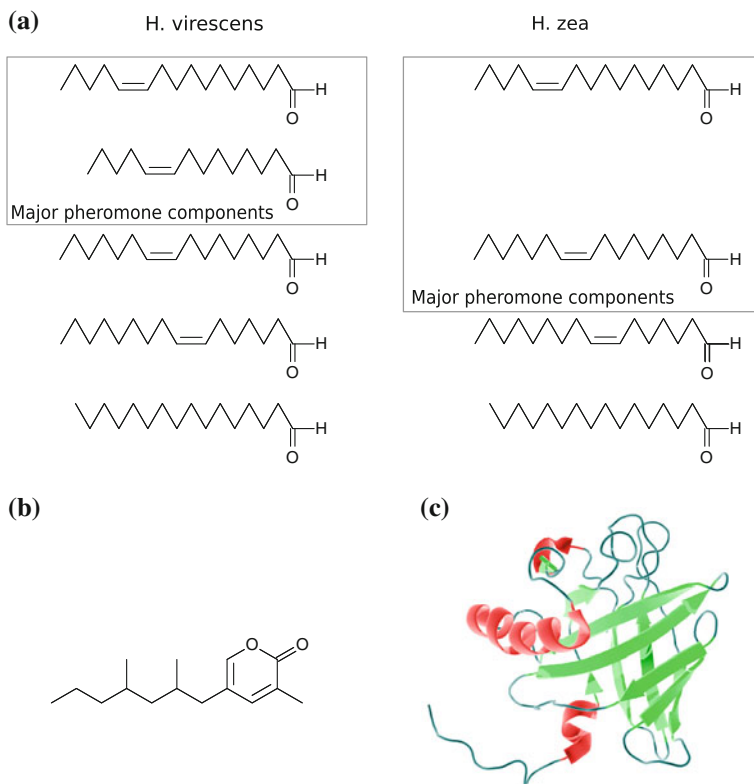 (a)
H. virescens
H. zea
H
O
H
O
H
O
Major pheromone components
H
O
H
O
Major pheromone components
H
O
H
O
H
O
H
O
(b)
(c)
O
O